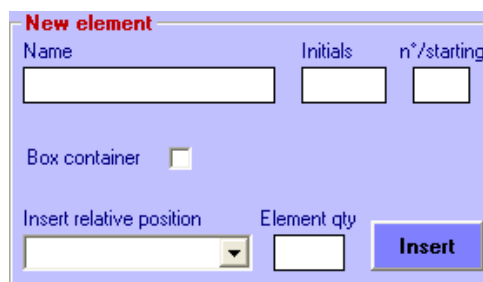 New element
Name Initials n°/starting
Box container
Insert relative position Element qty
Insert